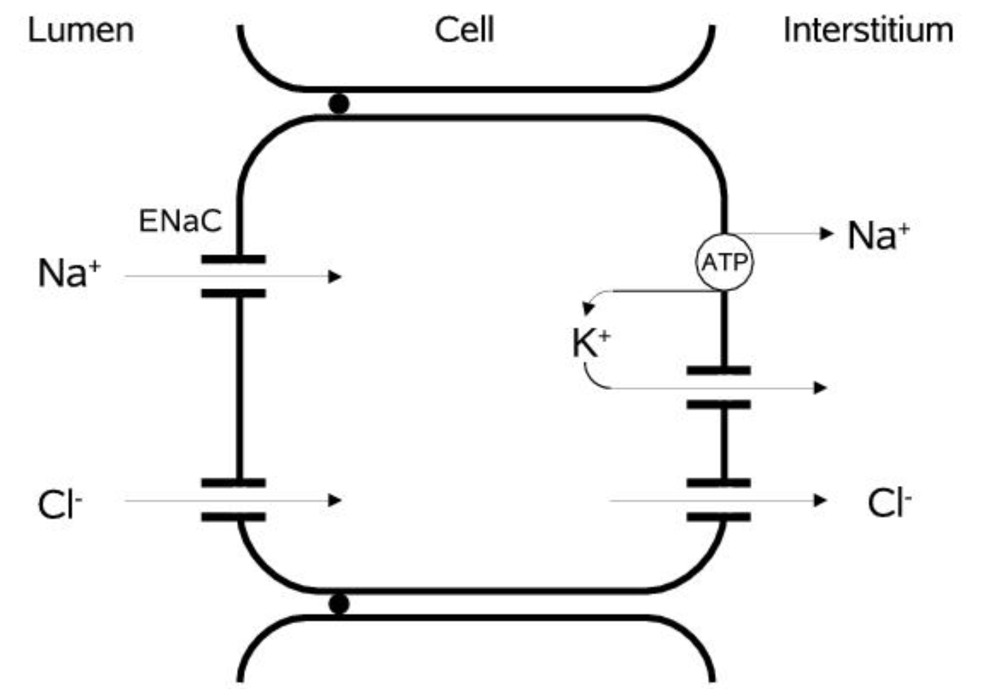 Lumen
Cell
Interstitium
ENaC
Na⁺
Na⁺
ATP
K⁺
Cl⁻
Cl⁻